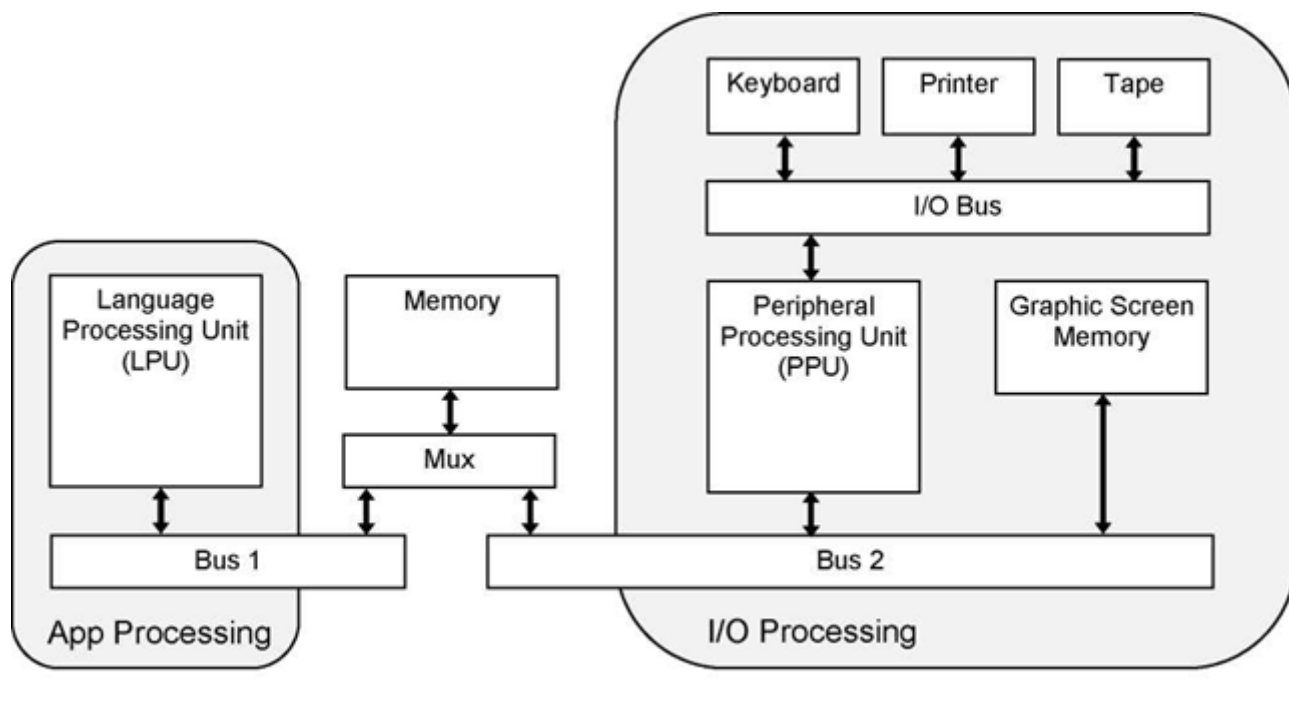 Keyboard
Printer
Tape
I/O Bus
Language
Processing Unit
(LPU)
Memory
Peripheral
Processing Unit
(PPU)
Graphic Screen
Memory
Mux
Bus 1
Bus 2
App Processing
I/O Processing